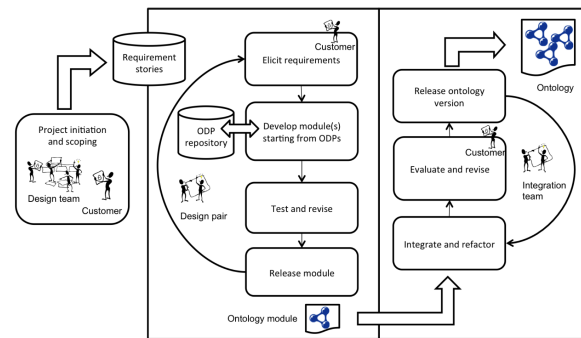 Project initiation
and scoping
Design team
Customer
Requirement
stories
Customer
Elicit requirements
ODP
repository
Develop module(s)
starting from ODPs
Design pair
Test and revise
Release module
Ontology module
Ontology
Release ontology
version
Customer
Evaluate and revise
Integration
team
Integrate and refactor